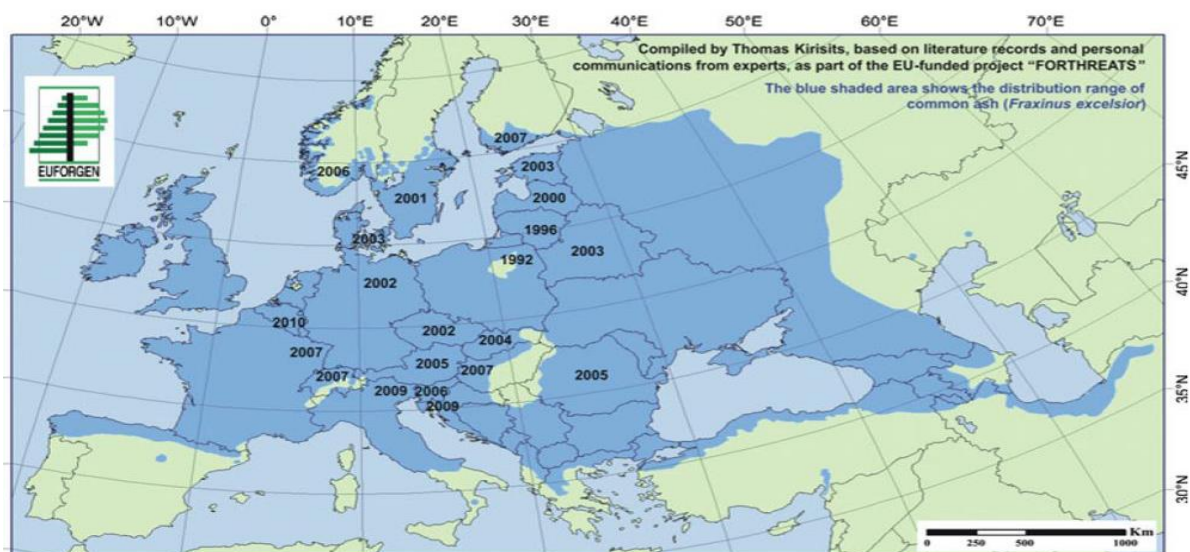 20°W 10°W 0° 10°E 20°E 30°E 40°E 50°E 60°E 70°E
Compiled by Thomas Kirisits, based on literature records and personal
communications from experts, as part of the EU-funded project “FORTHREATS”
The blue shaded area shows the distribution range of
common ash (Fraxinus excelsior)
EUFORGEN
2007
2003
2006
2001
2000
1996
2003
2003
1992
2002
2010
2002
2004
2007
2005
2007
2007
2005
2009
2006
2009
45°N
40°N
35°N
30°N
Km
0 250 500 1000